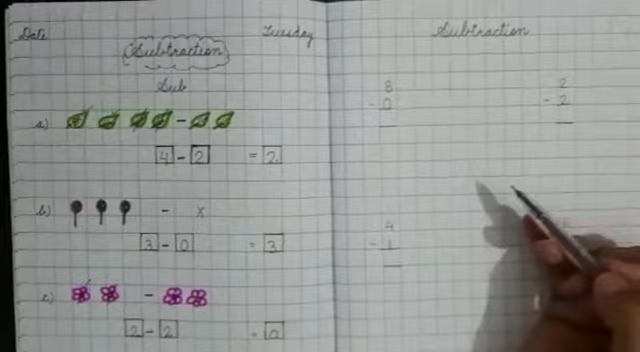 Date
Tuesday
Subtraction
Sub
a) -
4 - 2 = 2
b) - x
3 - 0 = 3
c) -
2 - 2 = 0
Subtraction
8
- 0
2
- 2
4
- 1